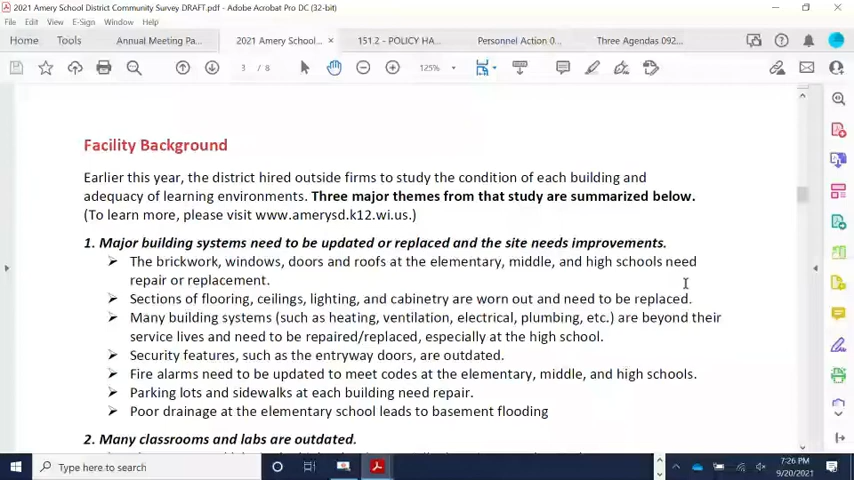 2021 Amery School District Community Survey DRAFT.pdf - Adobe Acrobat Pro DC (32-bit)
File Edit View E-Sign Window Help
Home Tools Annual Meeting Pa... 2021 Amery School... × 151.2 - POLICY HA... Personnel Action 0... Three Agendas 092...
3 / 8 125%
Facility Background
Earlier this year, the district hired outside firms to study the condition of each building and
adequacy of learning environments. Three major themes from that study are summarized below.
(To learn more, please visit www.amerysd.k12.wi.us.)
1. Major building systems need to be updated or replaced and the site needs improvements.
The brickwork, windows, doors and roofs at the elementary, middle, and high schools need
repair or replacement.
Sections of flooring, ceilings, lighting, and cabinetry are worn out and need to be replaced.
Many building systems (such as heating, ventilation, electrical, plumbing, etc.) are beyond their
service lives and need to be repaired/replaced, especially at the high school.
Security features, such as the entryway doors, are outdated.
Fire alarms need to be updated to meet codes at the elementary, middle, and high schools.
Parking lots and sidewalks at each building need repair.
Poor drainage at the elementary school leads to basement flooding
2. Many classrooms and labs are outdated.
Type here to search
7:26 PM
9/20/2021